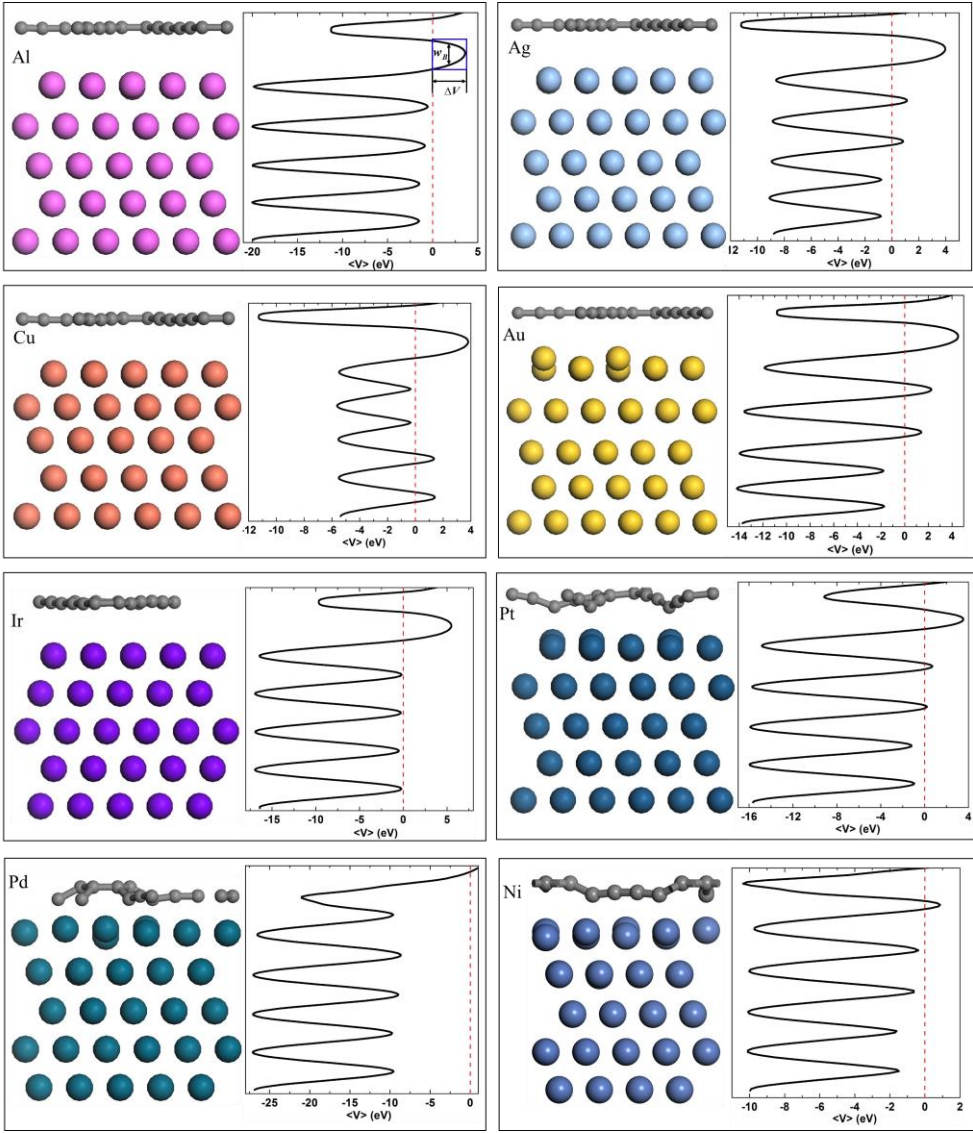 Al
w_B
ΔV
-20 -15 -10 -5 0 5
<V> (eV)
Ag
12 -10 -8 -6 -4 -2 0 2 4
<V> (eV)
Cu
-12 -10 -8 -6 -4 -2 0 2 4
<V> (eV)
Au
-14 -12 -10 -8 -6 -4 -2 0 2 4
<V> (eV)
Ir
-15 -10 -5 0 5
<V> (eV)
Pt
-16 -12 -8 -4 0 4
<V> (eV)
Pd
-25 -20 -15 -10 -5 0
<V> (eV)
Ni
-10 -8 -6 -4 -2 0 2
<V> (eV)